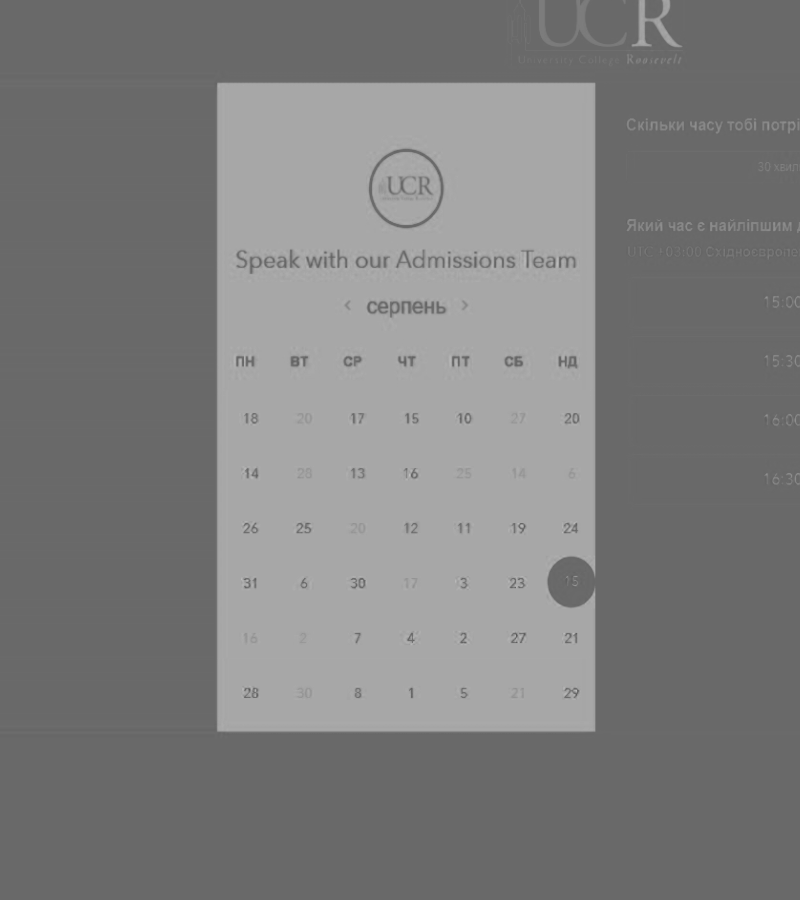 UCR
University College Roosevelt
UCR
Speak with our Admissions Team
< серпень >
ПН ВТ СР ЧТ ПТ СБ НД
18 20 17 15 10 27 20
14 28 13 16 25 14 6
26 25 20 12 11 19 24
31 6 30 17 3 23 15
16 2 7 4 2 27 21
28 30 8 1 5 21 29
Скільки часу тобі потрі
30 хвил
Який час є найліпшим д
UTC +03:00 Східноєвропе
15:00
15:30
16:00
16:30